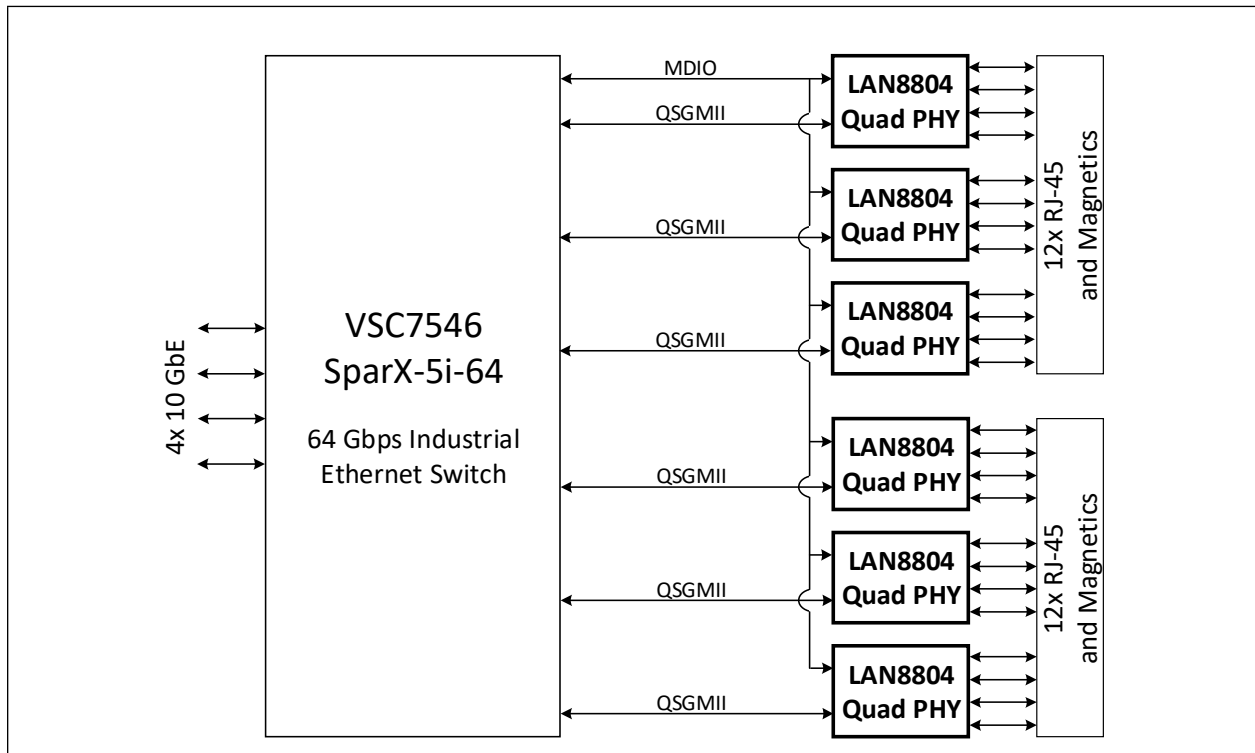 4x 10 GbE
VSC7546
SparX-5i-64
64 Gbps Industrial
Ethernet Switch
MDIO
QSGMII
QSGMII
QSGMII
QSGMII
QSGMII
QSGMII
LAN8804
Quad PHY
LAN8804
Quad PHY
LAN8804
Quad PHY
LAN8804
Quad PHY
LAN8804
Quad PHY
LAN8804
Quad PHY
12x RJ-45
and Magnetics
12x RJ-45
and Magnetics